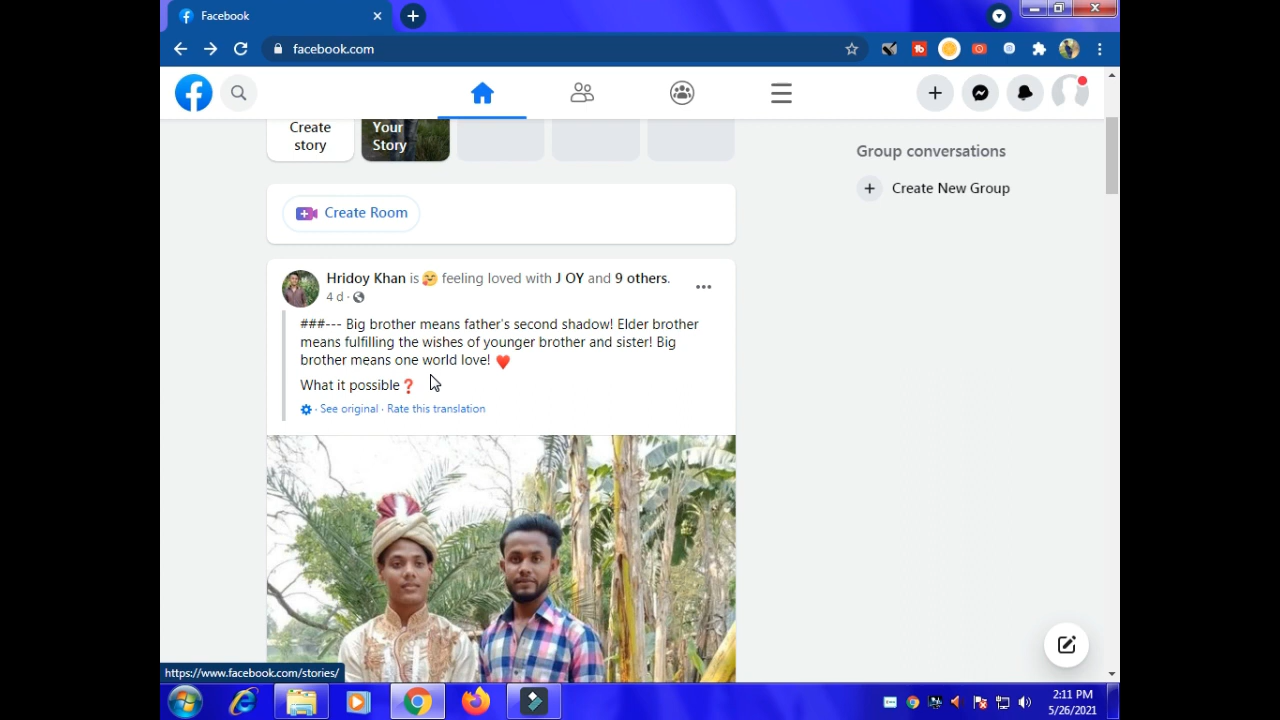 Facebook
facebook.com
Create
story
Your
Story
Group conversations
Create New Group
Create Room
Hridoy Khan is 🥰 feeling loved with J OY and 9 others.
4 d ·
###--- Big brother means father's second shadow! Elder brother
means fulfilling the wishes of younger brother and sister! Big
brother means one world love! ❤️
What it possible❓
· See original · Rate this translation
https://www.facebook.com/stories/
2:11 PM
5/26/2021